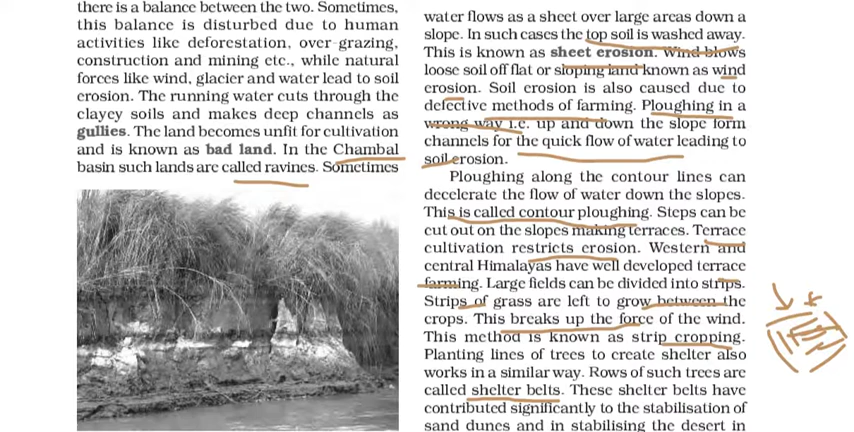 there is a balance between the two. Sometimes,
this balance is disturbed due to human
activities like deforestation, over-grazing,
construction and mining etc., while natural
forces like wind, glacier and water lead to soil
erosion. The running water cuts through the
clayey soils and makes deep channels as
gullies. The land becomes unfit for cultivation
and is known as bad land. In the Chambal
basin such lands are called ravines. Sometimes
water flows as a sheet over large areas down a
slope. In such cases the top soil is washed away.
This is known as sheet erosion. Wind blows
loose soil off flat or sloping land known as wind
erosion. Soil erosion is also caused due to
defective methods of farming. Ploughing in a
wrong way i.e. up and down the slope form
channels for the quick flow of water leading to
soil erosion.
Ploughing along the contour lines can
decelerate the flow of water down the slopes.
This is called contour ploughing. Steps can be
cut out on the slopes making terraces. Terrace
cultivation restricts erosion. Western and
central Himalayas have well developed terrace
farming. Large fields can be divided into strips.
Strips of grass are left to grow between the
crops. This breaks up the force of the wind.
This method is known as strip cropping.
Planting lines of trees to create shelter also
works in a similar way. Rows of such trees are
called shelter belts. These shelter belts have
contributed significantly to the stabilisation of
sand dunes and in stabilising the desert in